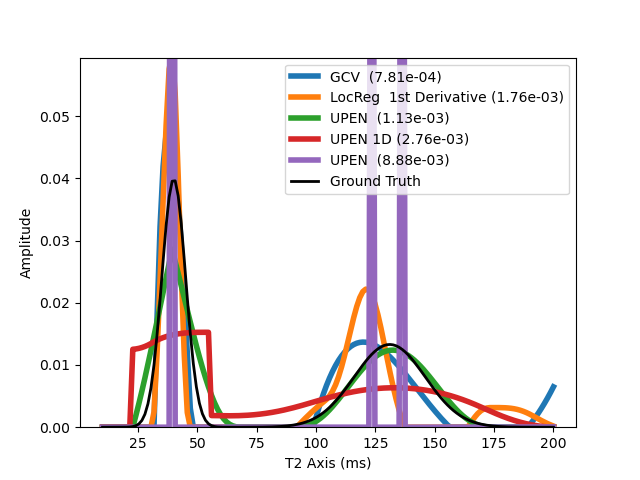 GCV  (7.81e-04)
LocReg  1st Derivative (1.76e-03)
UPEN  (1.13e-03)
UPEN 1D (2.76e-03)
UPEN  (8.88e-03)
Ground Truth
0.05
0.04
0.03
0.02
0.01
0.00
Amplitude
25 50 75 100 125 150 175 200
T2 Axis (ms)